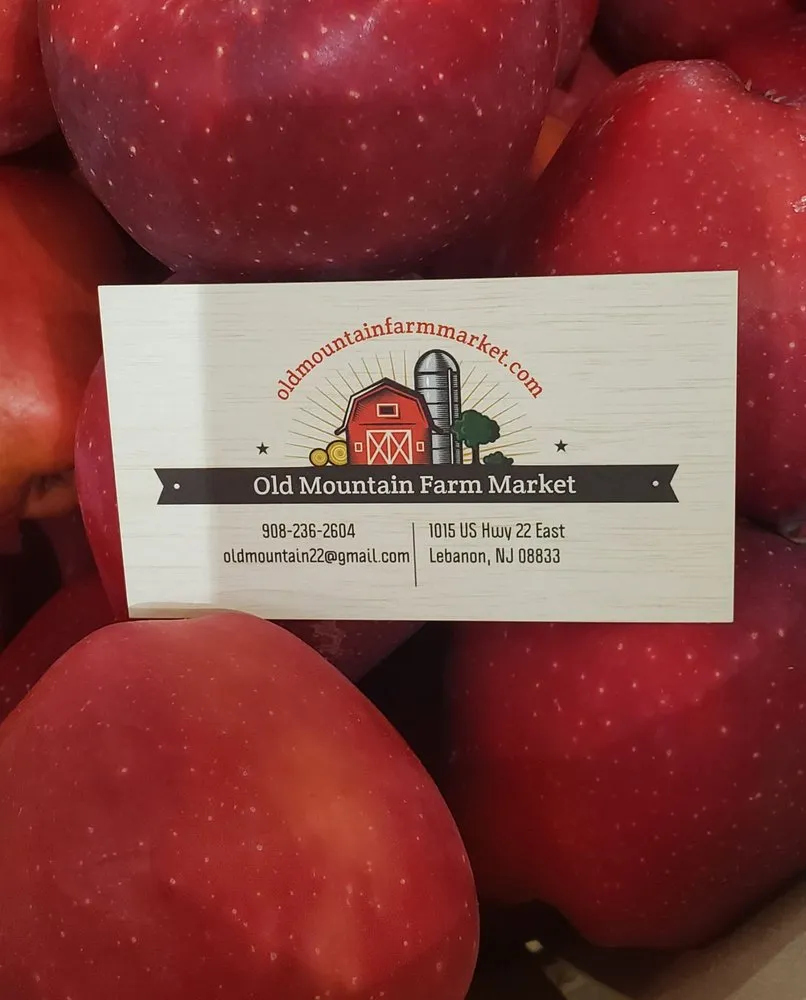 oldmountainfarmmarket.com
Old Mountain Farm Market
908-236-2604
oldmountain22@gmail.com
1015 US Hwy 22 East
Lebanon, NJ 08833